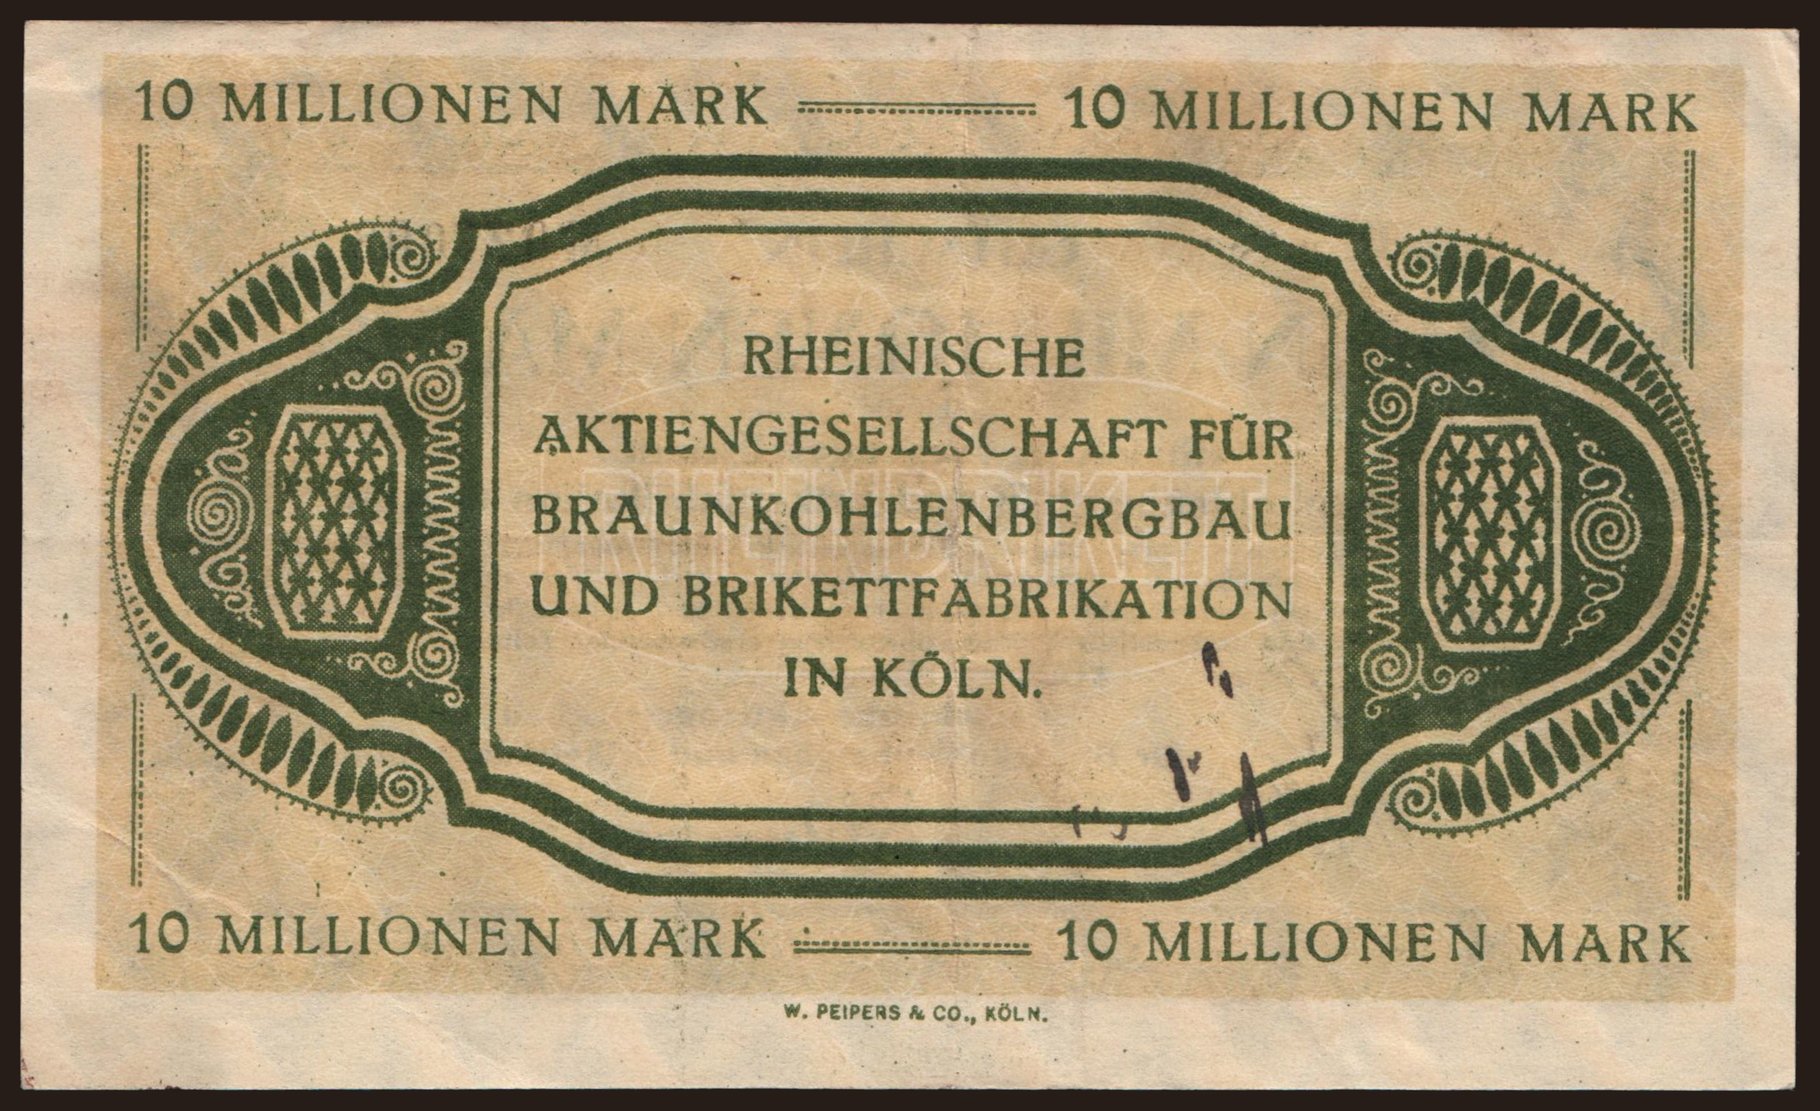 10 MILLIONEN MARK 10 MILLIONEN MARK
RHEINISCHE
AKTIENGESELLSCHAFT FÜR
BRAUNKOHLENBERGBAU
RHEINBRIKETT
UND BRIKETTFABRIKATION
IN KÖLN.
10 MILLIONEN MARK 10 MILLIONEN MARK
W. PEIPERS & CO., KÖLN.